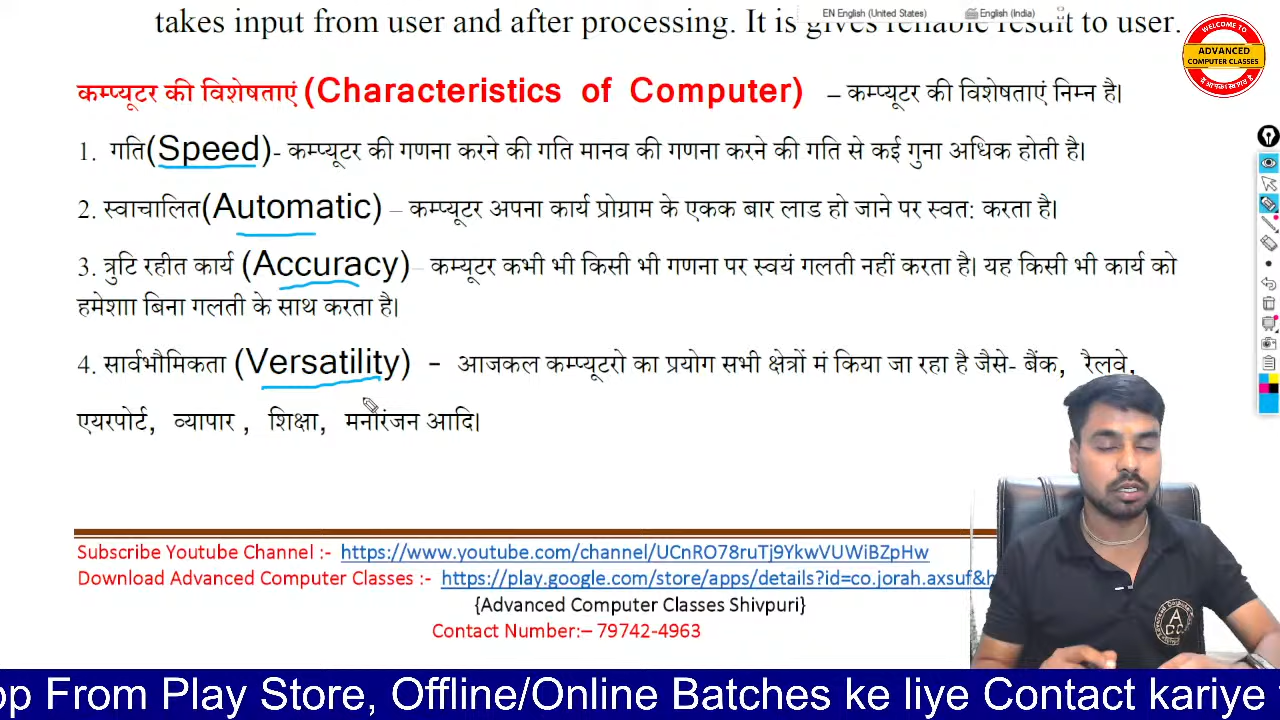 takes input from user and after processing. It is gives reliable result to user.
EN English (United States)
English (India)
WELCOME TO
ADVANCED
COMPUTER CLASSES
कम्प्यूटर की विशेषताएं (Characteristics of Computer) – कम्प्यूटर की विशेषताएं निम्न है।
1. गति(Speed)- कम्प्यूटर की गणना करने की गति मानव की गणना करने की गति से कई गुना अधिक होती है।
2. स्वाचालित(Automatic) – कम्प्यूटर अपना कार्य प्रोग्राम के एकक बार लाड हो जाने पर स्वत: करता है।
3. त्रुटि रहीत कार्य (Accuracy)– कम्यूटर कभी भी किसी भी गणना पर स्वयं गलती नहीं करता है। यह किसी भी कार्य को
हमेशाा बिना गलती के साथ करता है।
4. सार्वभौमिकता (Versatility) - आजकल कम्प्यूटरो का प्रयोग सभी क्षेत्रों मं किया जा रहा है जैसे- बैंक, रैलवे,
एयरपोर्ट, व्यापार , शिक्षा, मनोरंजन आदि।
Subscribe Youtube Channel :- https://www.youtube.com/channel/UCnRO78ruTj9YkwVUWiBZpHw
Download Advanced Computer Classes :- https://play.google.com/store/apps/details?id=co.jorah.axsuf&h
{Advanced Computer Classes Shivpuri}
Contact Number:– 79742-4963
op From Play Store, Offline/Online Batches ke liye Contact kariye